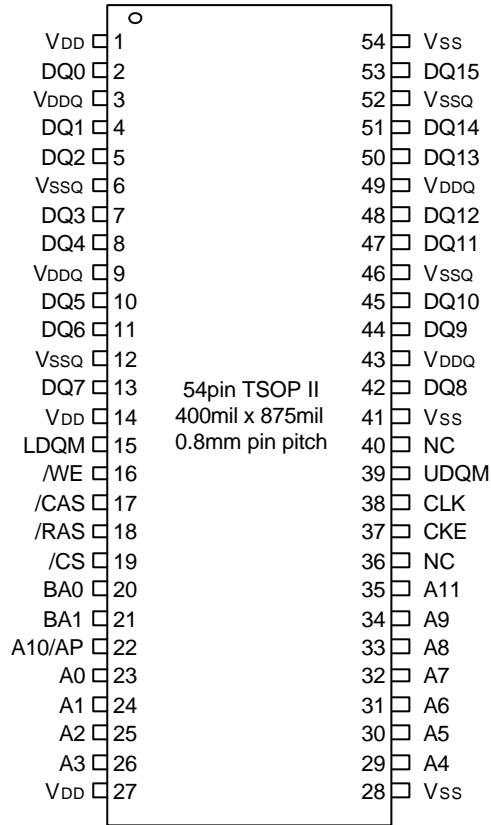 VDD 1 54 VSS
DQ0 2 53 DQ15
VDDQ 3 52 VSSQ
DQ1 4 51 DQ14
DQ2 5 50 DQ13
VSSQ 6 49 VDDQ
DQ3 7 48 DQ12
DQ4 8 47 DQ11
VDDQ 9 46 VSSQ
DQ5 10 45 DQ10
DQ6 11 44 DQ9
VSSQ 12 43 VDDQ
DQ7 13 54pin TSOP II 42 DQ8
VDD 14 400mil x 875mil 41 VSS
LDQM 15 0.8mm pin pitch 40 NC
/WE 16 39 UDQM
/CAS 17 38 CLK
/RAS 18 37 CKE
/CS 19 36 NC
BA0 20 35 A11
BA1 21 34 A9
A10/AP 22 33 A8
A0 23 32 A7
A1 24 31 A6
A2 25 30 A5
A3 26 29 A4
VDD 27 28 VSS